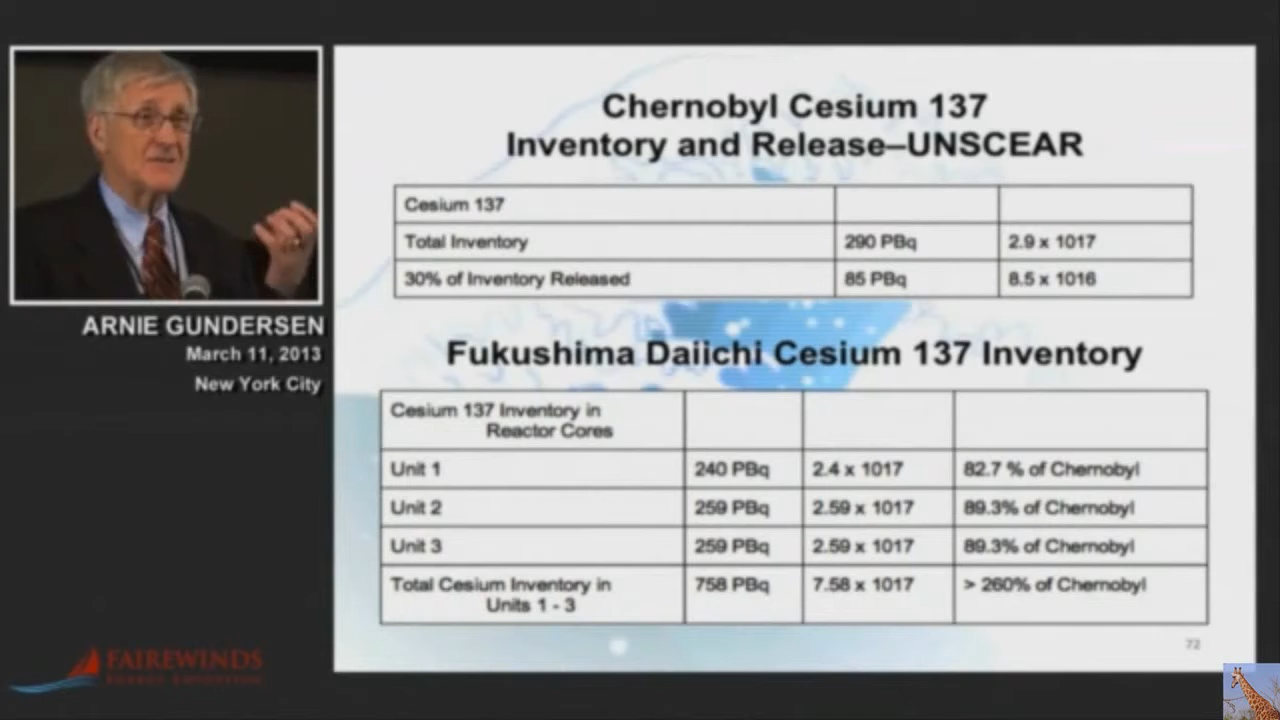 Chernobyl Cesium 137
Inventory and Release–UNSCEAR
Cesium 137
Total Inventory 290 PBq 2.9 x 1017
30% of Inventory Released 85 PBq 8.5 x 1016
ARNIE GUNDERSEN
March 11, 2013
New York City
Fukushima Daiichi Cesium 137 Inventory
Cesium 137 Inventory in
Reactor Cores
Unit 1 240 PBq 2.4 x 1017 82.7 % of Chernobyl
Unit 2 259 PBq 2.59 x 1017 89.3% of Chernobyl
Unit 3 259 PBq 2.59 x 1017 89.3% of Chernobyl
Total Cesium Inventory in 758 PBq 7.58 x 1017 > 260% of Chernobyl
Units 1 - 3
72
FAIREWINDS
ENERGY EDUCATION